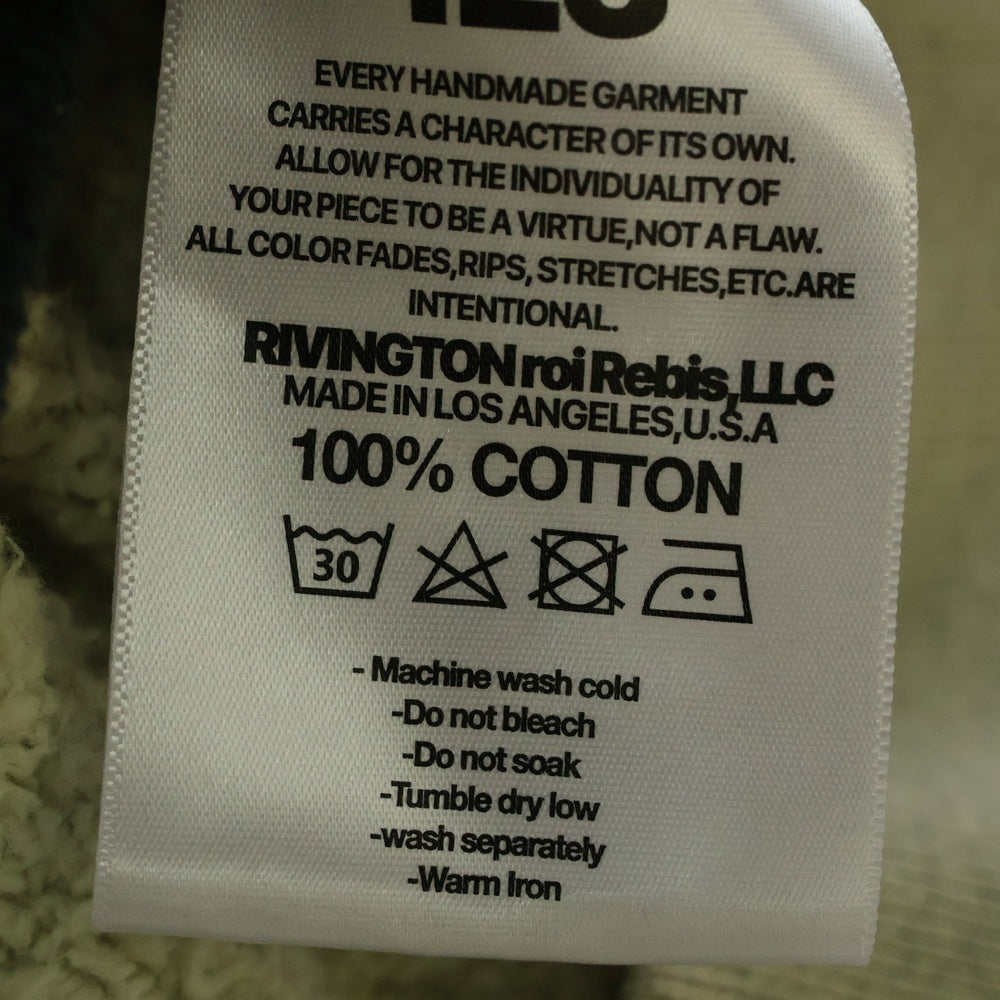 EVERY HANDMADE GARMENT
CARRIES A CHARACTER OF ITS OWN.
ALLOW FOR THE INDIVIDUALITY OF
YOUR PIECE TO BE A VIRTUE,NOT A FLAW.
ALL COLOR FADES,RIPS, STRETCHES,ETC.ARE
INTENTIONAL.
RIVINGTON roi Rebis,LLC
MADE IN LOS ANGELES,U.S.A
100% COTTON
30
- Machine wash cold
-Do not bleach
-Do not soak
-Tumble dry low
-wash separately
-Warm Iron